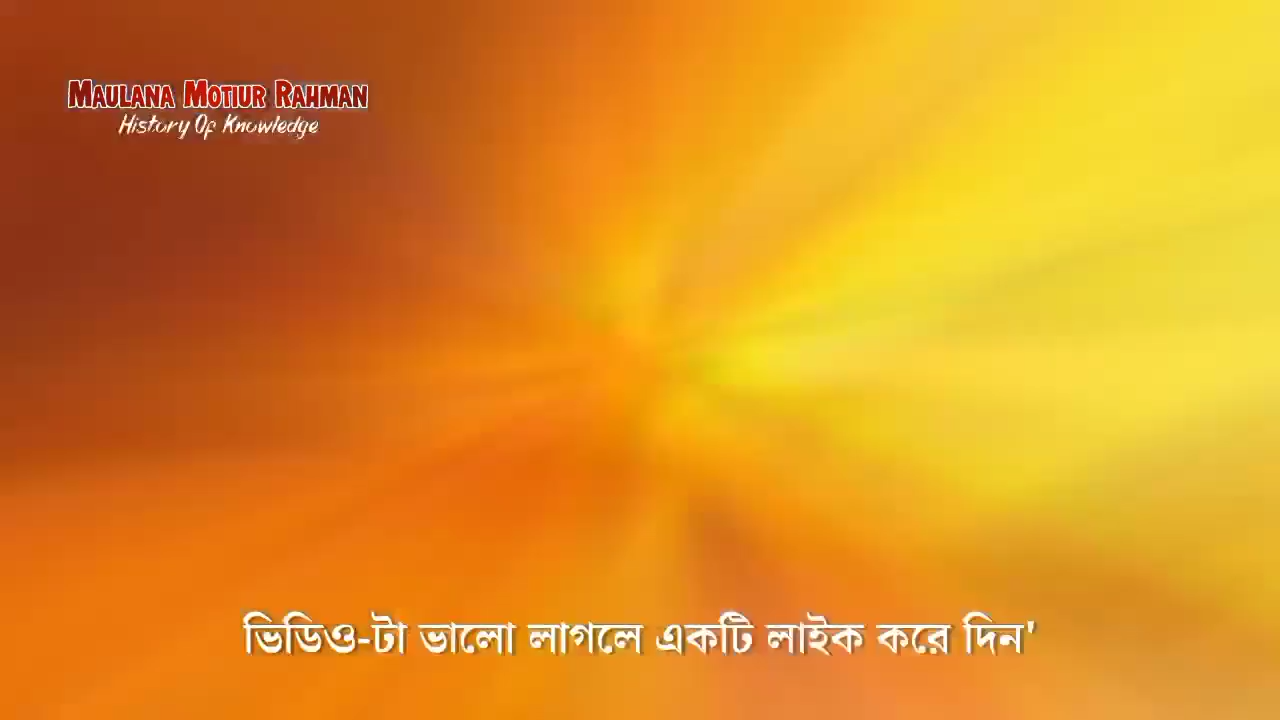 MAULANA MOTIUR RAHMAN
History Of Knowledge
ভিডিও-টা ভালো লাগলে একটি লাইক করে দিন'